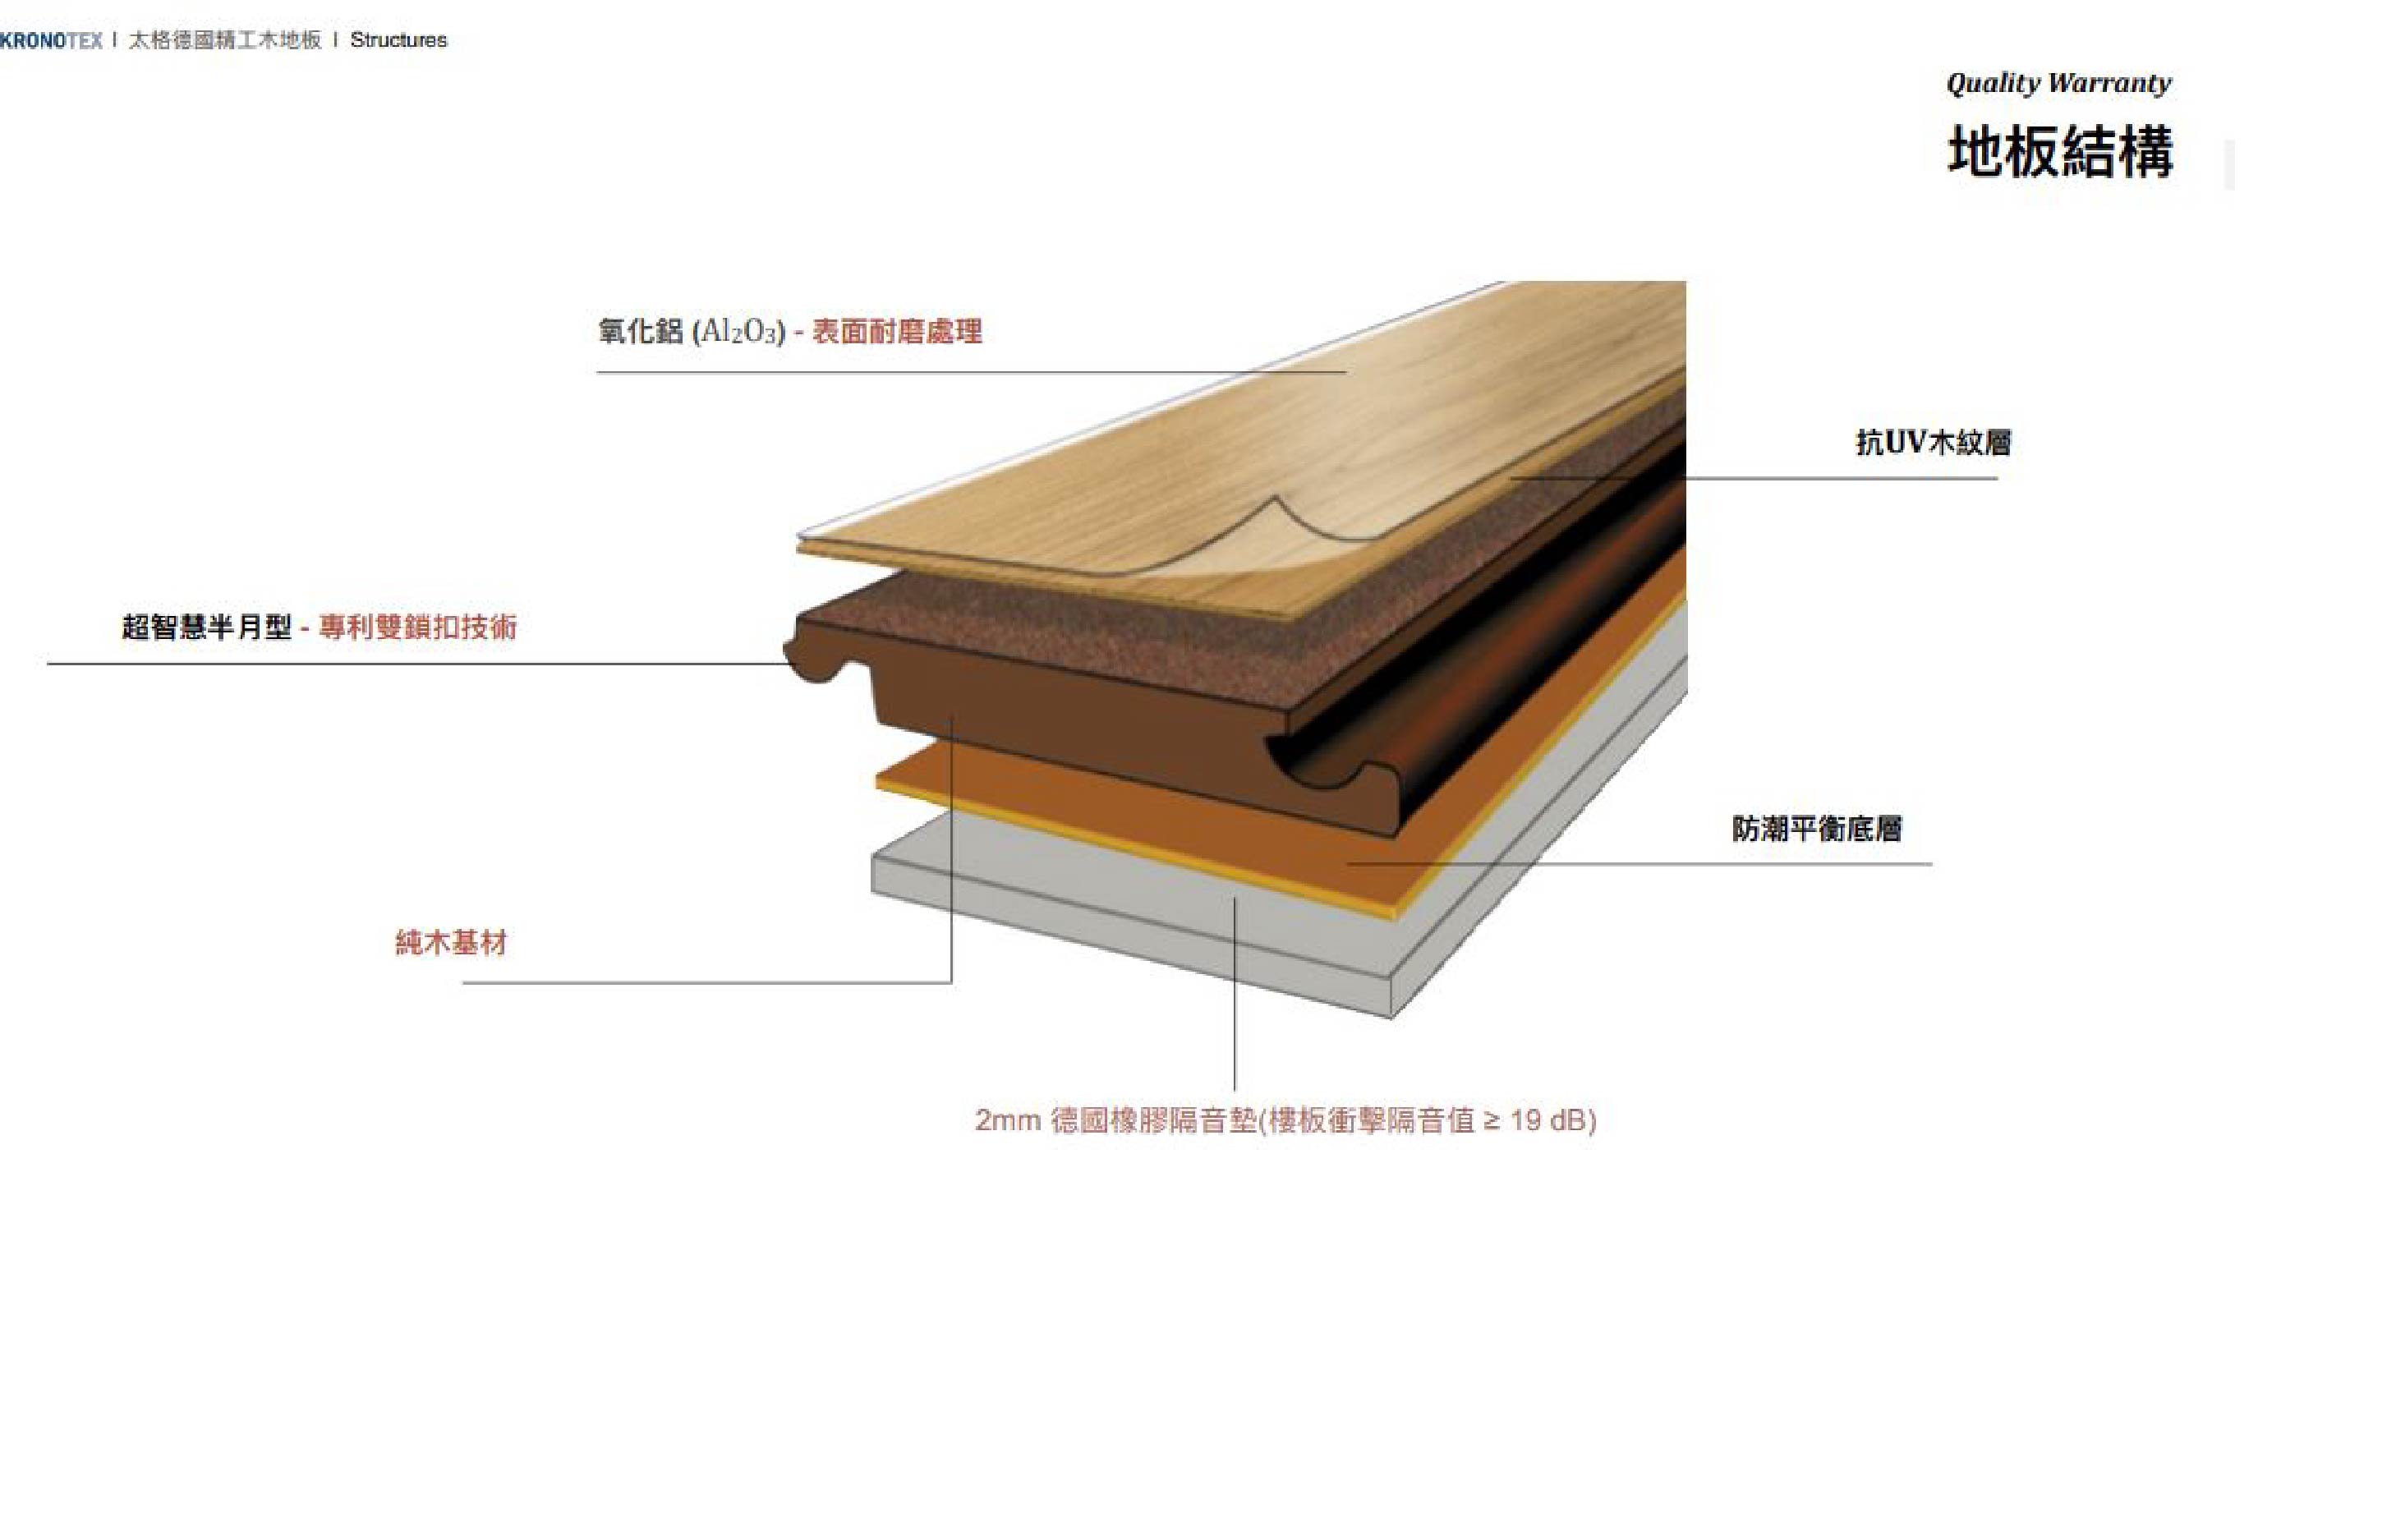 KRONOTEX | 太格德國精工木地板 | Structures
Quality Warranty
地板結構
氧化鋁 (Al₂O₃) - 表面耐磨處理
抗UV木紋層
超智慧半月型 - 專利雙鎖扣技術
防潮平衡底層
純木基材
2mm 德國橡膠隔音墊(樓板衝擊隔音值 ≥ 19 dB)